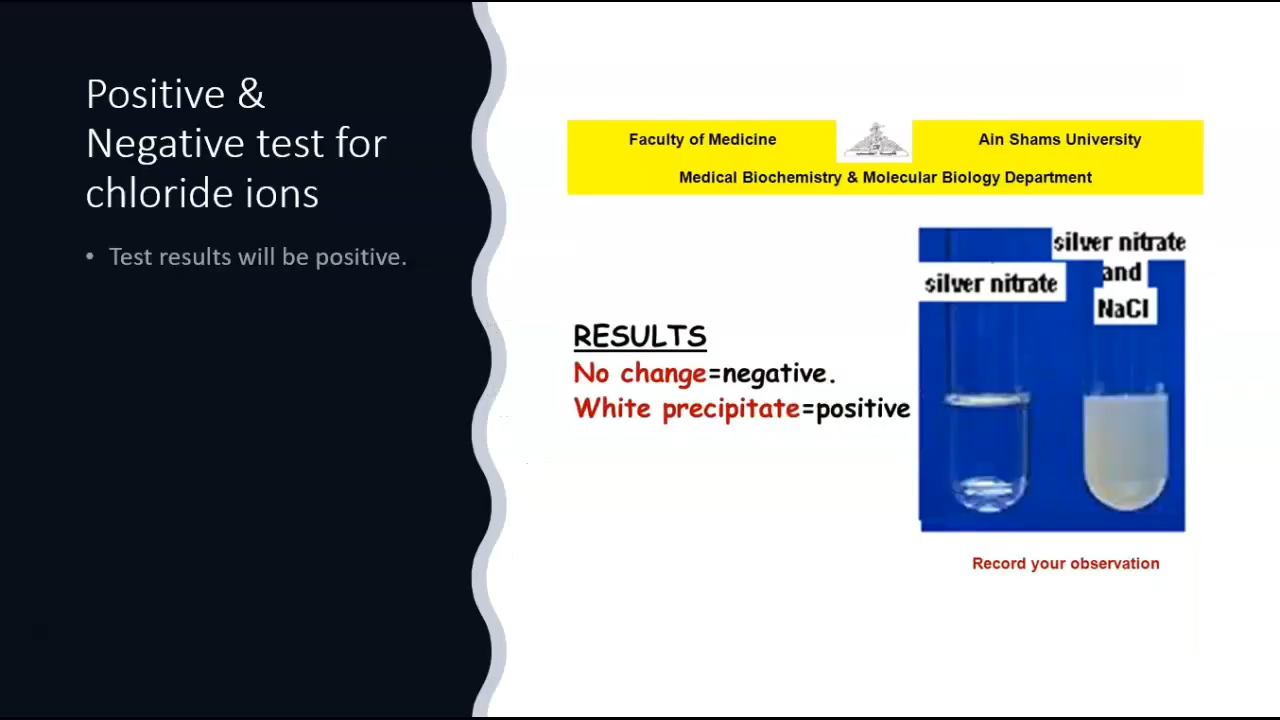 Positive &
Negative test for
chloride ions
• Test results will be positive.
Faculty of Medicine
Ain Shams University
Medical Biochemistry & Molecular Biology Department
silver nitrate
silver nitrate
and
NaCl
RESULTS
No change=negative.
White precipitate=positive
Record your observation